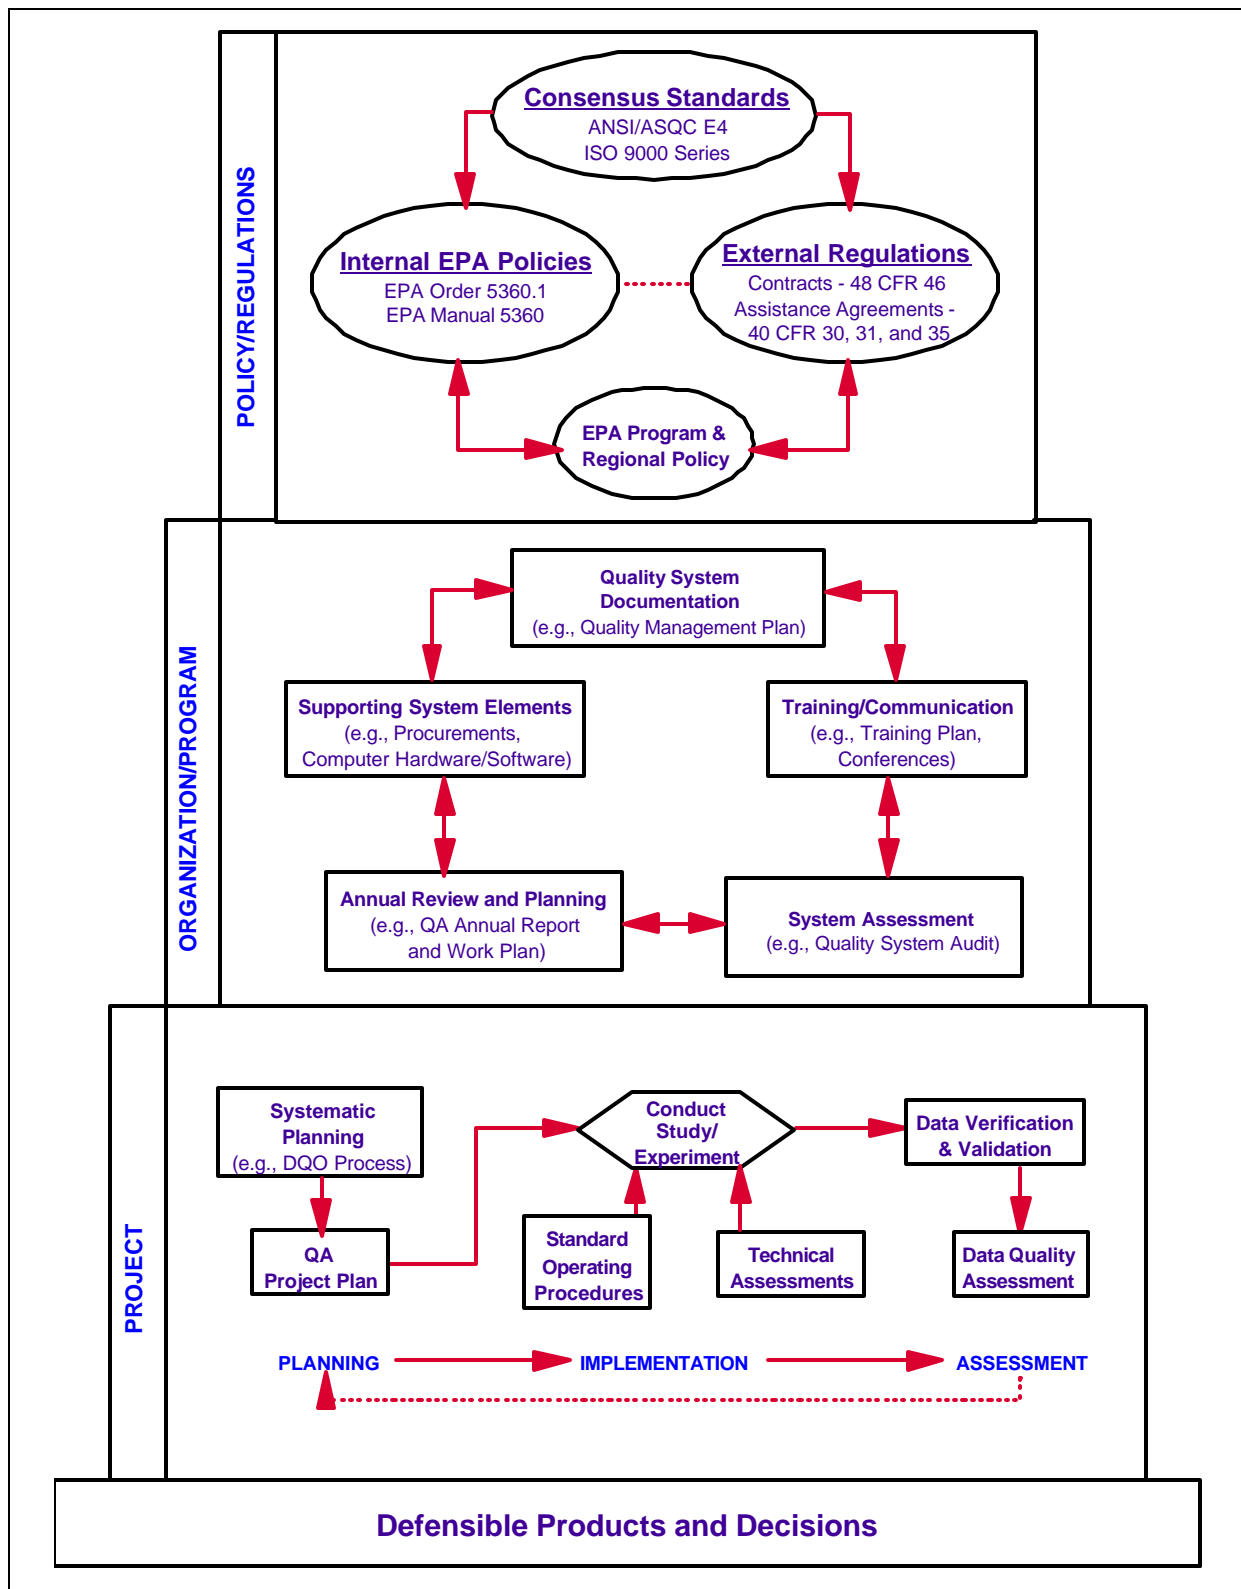 POLICY/REGULATIONS
Consensus Standards
ANSI/ASQC E4
ISO 9000 Series
Internal EPA Policies
EPA Order 5360.1
EPA Manual 5360
External Regulations
Contracts - 48 CFR 46
Assistance Agreements -
40 CFR 30, 31, and 35
EPA Program &
Regional Policy
ORGANIZATION/PROGRAM
Quality System
Documentation
(e.g., Quality Management Plan)
Supporting System Elements
(e.g., Procurements,
Computer Hardware/Software)
Training/Communication
(e.g., Training Plan,
Conferences)
Annual Review and Planning
(e.g., QA Annual Report
and Work Plan)
System Assessment
(e.g., Quality System Audit)
PROJECT
Systematic
Planning
(e.g., DQO Process)
QA
Project Plan
Conduct
Study/
Experiment
Standard
Operating
Procedures
Technical
Assessments
Data Verification
& Validation
Data Quality
Assessment
PLANNING
IMPLEMENTATION
ASSESSMENT
Defensible Products and Decisions